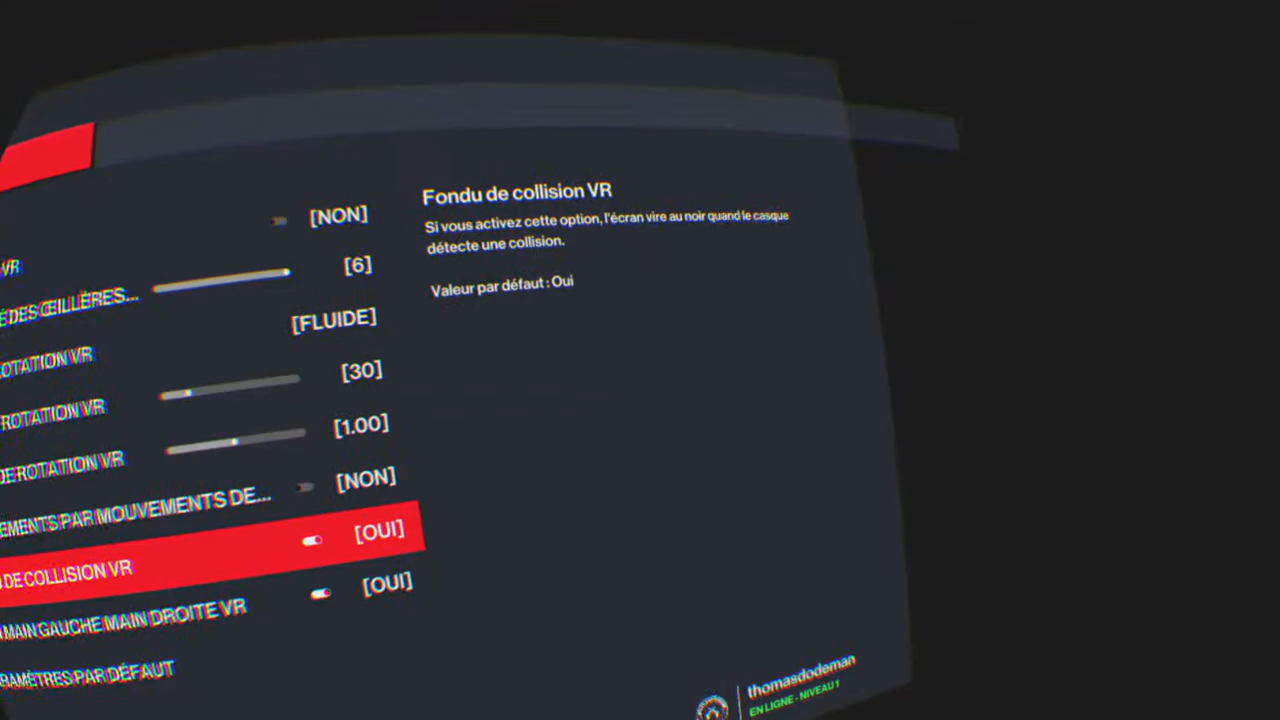 [NON]
VR
[6]
DES ŒILLÈRES...
[FLUIDE]
OTATION VR
[30]
ROTATION VR
[1.00]
DE ROTATION VR
[NON]
EMENTS PAR MOUVEMENTS DE...
[OUI]
DE COLLISION VR
[OUI]
MAIN GAUCHE MAIN DROITE VR
RAMÈTRES PAR DÉFAUT
Fondu de collision VR
Si vous activez cette option, l'écran vire au noir quand le casque
détecte une collision.
Valeur par défaut : Oui
thomasdodeman
EN LIGNE - NIVEAU 1